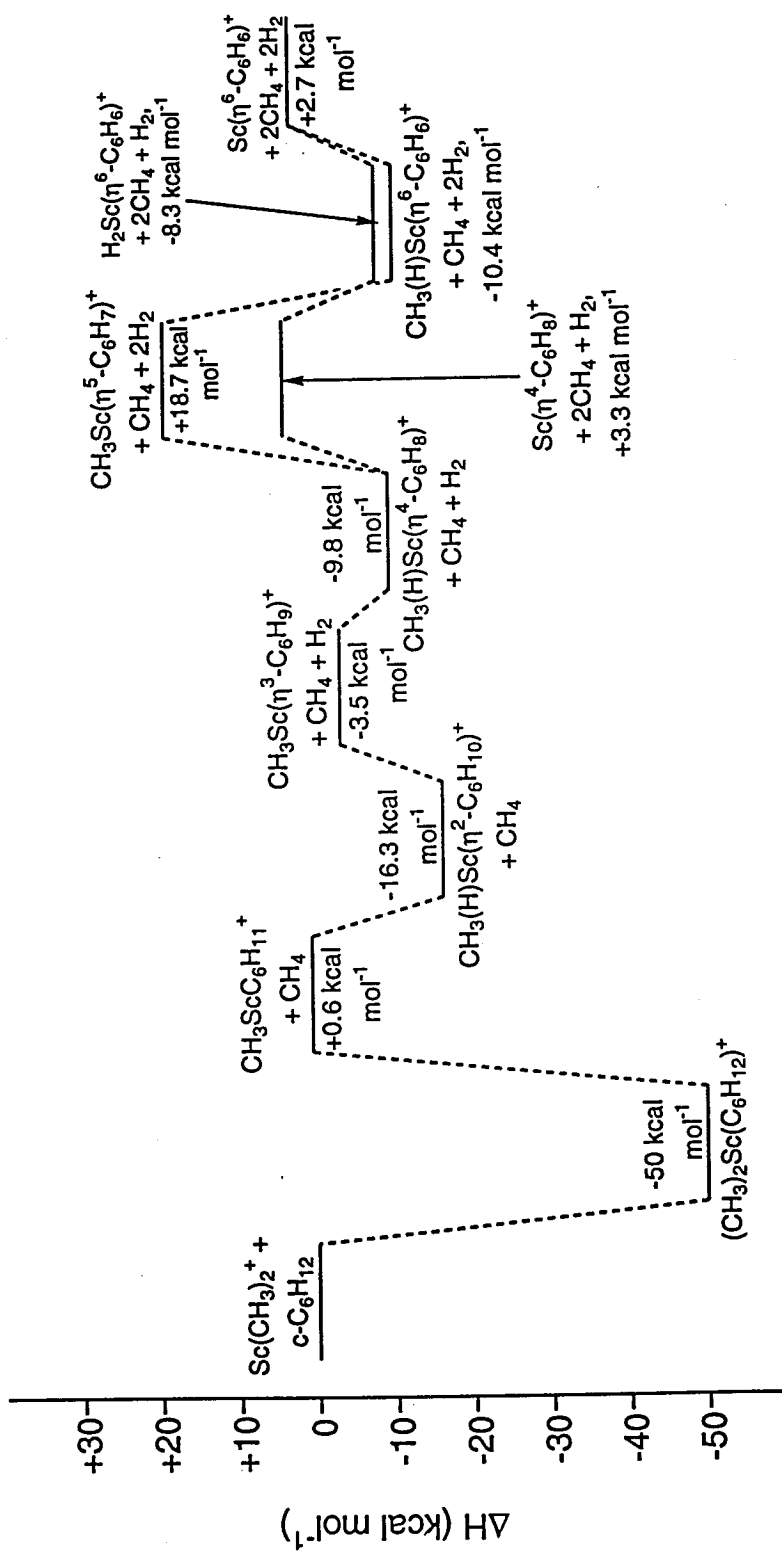 ΔH (kcal mol⁻¹)
+30
+20
+10
0
-10
-20
-30
-40
-50
Sc(CH₃)₂⁺ +
c-C₆H₁₂
-50 kcal
mol⁻¹
(CH₃)₂Sc(C₆H₁₂)⁺
CH₃ScC₆H₁₁⁺
+ CH₄
+0.6 kcal
mol⁻¹
-16.3 kcal
mol⁻¹
CH₃(H)Sc(η²-C₆H₁₀)⁺
+ CH₄
CH₃Sc(η³-C₆H₉)⁺
+ CH₄ + H₂
-3.5 kcal
mol⁻¹
-9.8 kcal
mol⁻¹
CH₃(H)Sc(η⁴-C₆H₈)⁺
+ CH₄ + H₂
CH₃Sc(η⁵-C₆H₇)⁺
+ CH₄ + 2H₂
+18.7 kcal
mol⁻¹
Sc(η⁴-C₆H₈)⁺
+ 2CH₄ + H₂,
+3.3 kcal mol⁻¹
H₂Sc(η⁶-C₆H₆)⁺
+ 2CH₄ + H₂,
-8.3 kcal mol⁻¹
CH₃(H)Sc(η⁶-C₆H₆)⁺
+ CH₄ + 2H₂,
-10.4 kcal mol⁻¹
Sc(η⁶-C₆H₆)⁺
+ 2CH₄ + 2H₂
+2.7 kcal
mol⁻¹